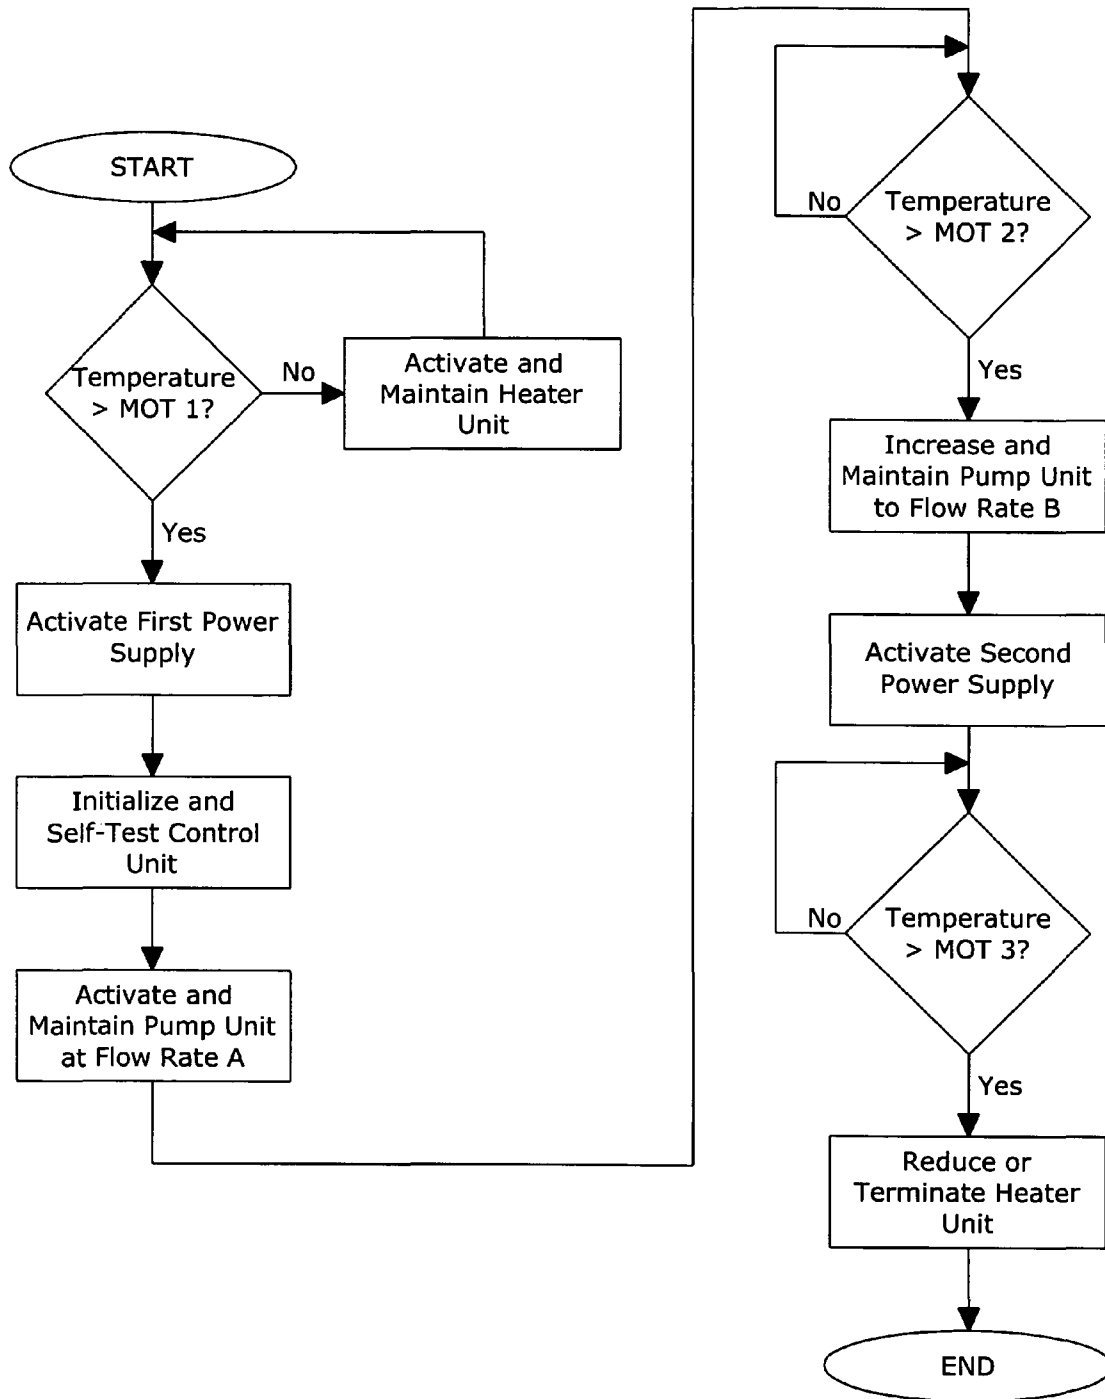 START
Temperature
> MOT 1?
No
Activate and
Maintain Heater
Unit
Yes
Activate First Power
Supply
Initialize and
Self-Test Control
Unit
Activate and
Maintain Pump Unit
at Flow Rate A
Temperature
> MOT 2?
No
Yes
Increase and
Maintain Pump Unit
to Flow Rate B
Activate Second
Power Supply
Temperature
> MOT 3?
No
Yes
Reduce or
Terminate Heater
Unit
END